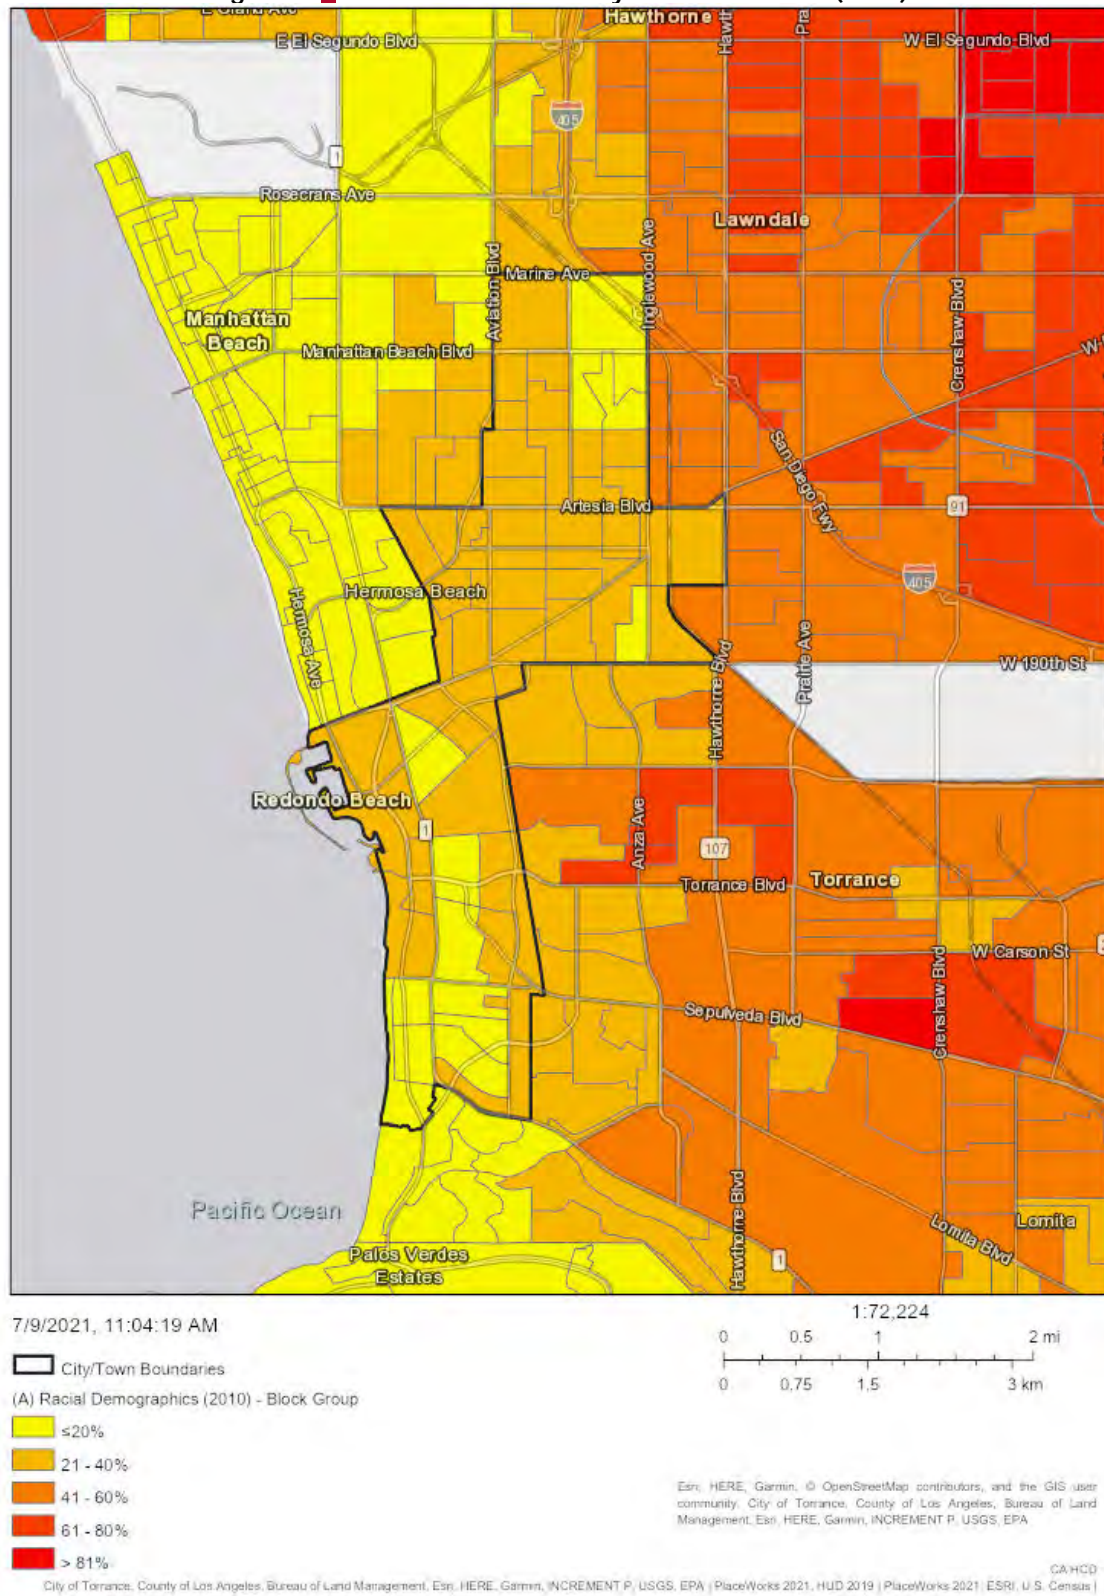 E Grand Ave
Hawthorne
E El Segundo Blvd
Hawth
Pra
W El Segundo Blvd
405
1
Rosecrans Ave
Lawndale
Inglewood Ave
Aviation Blvd
Marine Ave
Crenshaw Blvd
Manhattan
Beach
Manhattan Beach Blvd
San Diego Fwy
Artesia Blvd
91
405
Hermosa Beach
Hermosa Ave
Prairie Ave
Hawthorne Blvd
W 190th St
Redondo Beach
1
Anza Ave
107
Torrance Blvd
Torrance
W Carson St
Sepulveda Blvd
Crenshaw Blvd
Pacific Ocean
Hawthorne Blvd
Lomita Blvd
Lomita
1
Palos Verdes
Estates
7/9/2021, 11:04:19 AM
1:72,224
0 0.5 1 2 mi
0 0.75 1.5 3 km
City/Town Boundaries
(A) Racial Demographics (2010) - Block Group
≤20%
21 - 40%
41 - 60%
61 - 80%
> 81%
Esri, HERE, Garmin, © OpenStreetMap contributors, and the GIS user
community, City of Torrance, County of Los Angeles, Bureau of Land
Management, Esri, HERE, Garmin, INCREMENT P, USGS, EPA
CA HCD
City of Torrance, County of Los Angeles, Bureau of Land Management, Esri, HERE, Garmin, INCREMENT P, USGS, EPA | PlaceWorks 2021, HUD 2019 | PlaceWorks 2021, ESRI, U.S. Census |